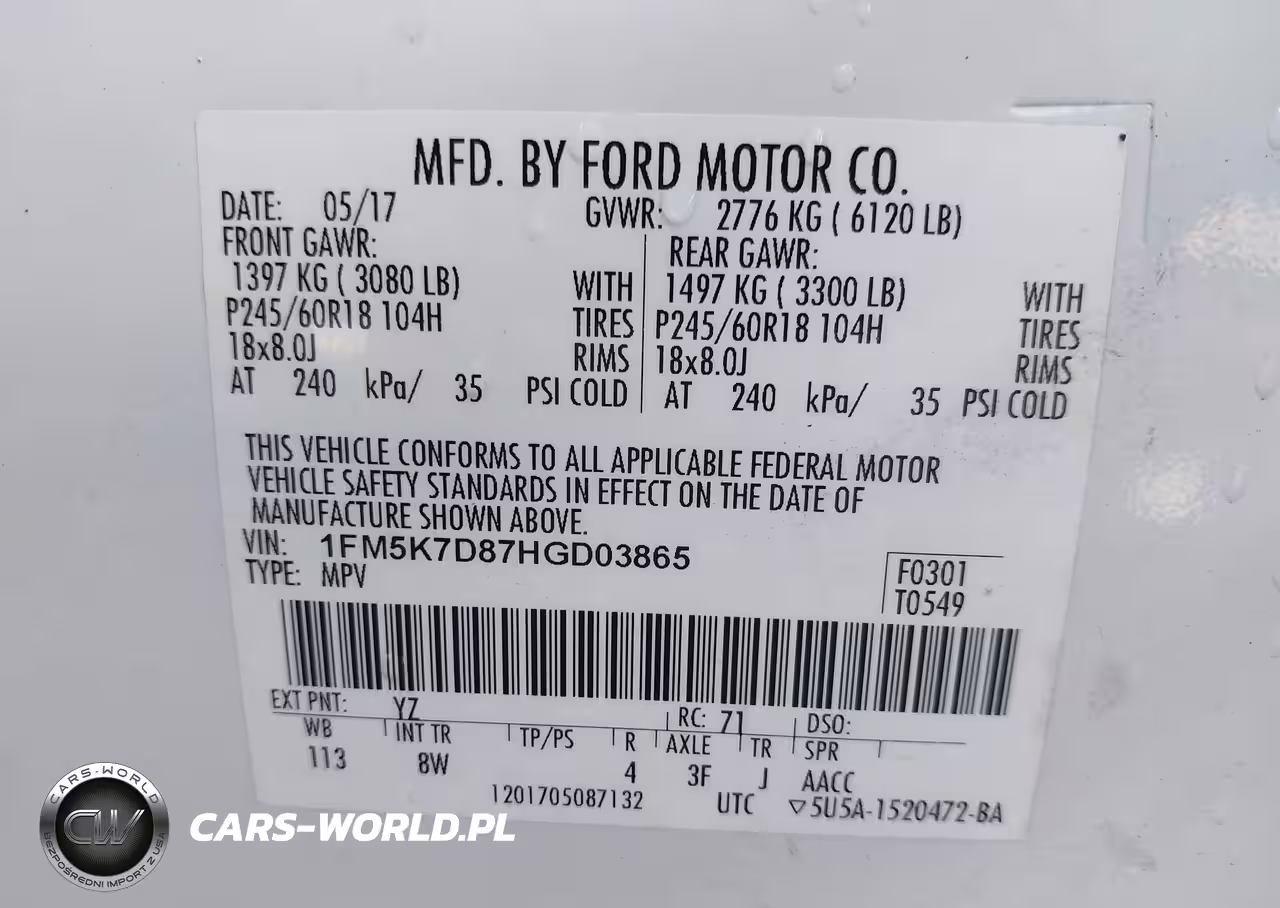 MFD. BY FORD MOTOR CO.
DATE: 05/17 GVWR: 2776 KG ( 6120 LB)
FRONT GAWR: REAR GAWR:
1397 KG ( 3080 LB) WITH 1497 KG ( 3300 LB) WITH
P245/60R18 104H TIRES P245/60R18 104H TIRES
18x8.0J RIMS 18x8.0J RIMS
AT 240 kPa/ 35 PSI COLD AT 240 kPa/ 35 PSI COLD
THIS VEHICLE CONFORMS TO ALL APPLICABLE FEDERAL MOTOR
VEHICLE SAFETY STANDARDS IN EFFECT ON THE DATE OF
MANUFACTURE SHOWN ABOVE.
VIN: 1FM5K7D87HGD03865
TYPE: MPV
F0301
T0549
EXT PNT: YZ RC: 71 DSO:
WB INT TR TP/PS R AXLE TR SPR
113 8W 4 3F J AACC
1201705087132 UTC ▽5U5A-1520472-BA
CARS-WORLD
CW
BEZPOŚREDNI IMPORT Z USA
CARS-WORLD.PL